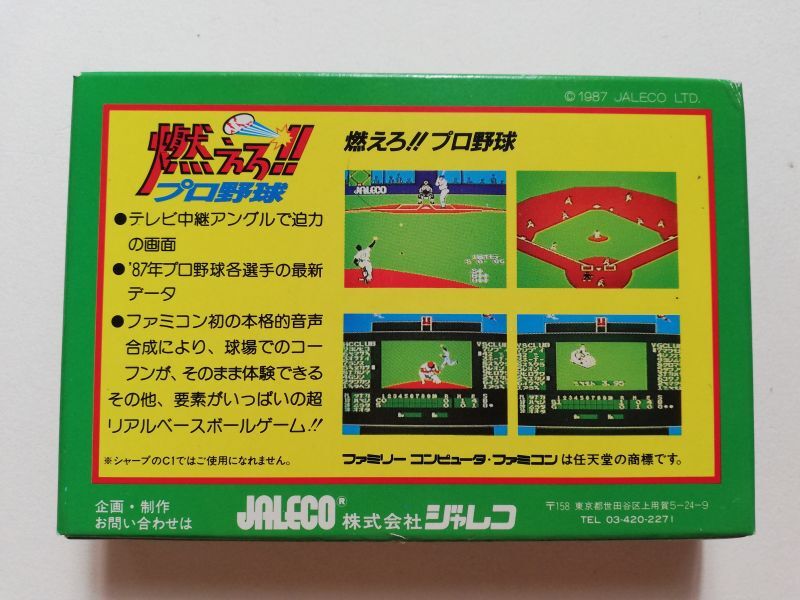 ©1987 JALECO LTD.
燃えろ!!
プロ野球
燃えろ!! プロ野球
●テレビ中継アングルで迫力
の画面
●'87年プロ野球各選手の最新
データ
●ファミコン初の本格的音声
合成により、球場でのコー
フンが、そのまま体験できる
その他、要素がいっぱいの超
リアルベースボールゲーム!!
※シャープのC1ではご使用になれません。
JALECO
ファミリー コンピュータ・ファミコンは任天堂の商標です。
企画・制作
お問い合わせは
JALECO® 株式会社ジャレコ
〒158 東京都世田谷区上用賀5-24-9
TEL 03-420-2271